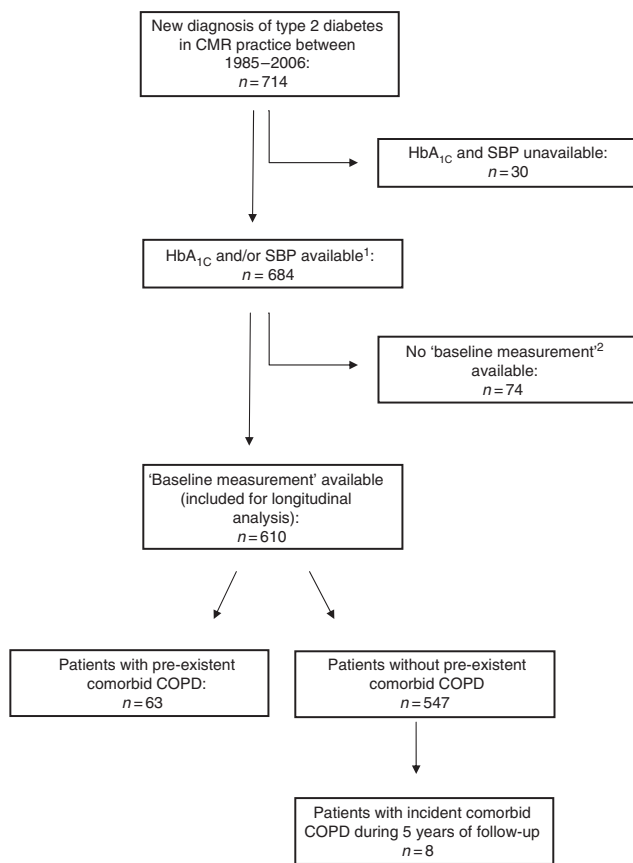 New diagnosis of type 2 diabetes
in CMR practice between
1985–2006:
n = 714
HbA1C and SBP unavailable:
n = 30
HbA1C and/or SBP available¹:
n = 684
No ‘baseline measurement’²
available:
n = 74
‘Baseline measurement’ available
(included for longitudinal
analysis):
n = 610
Patients with pre-existent
comorbid COPD:
n = 63
Patients without pre-existent
comorbid COPD
n = 547
Patients with incident comorbid
COPD during 5 years of follow-up
n = 8